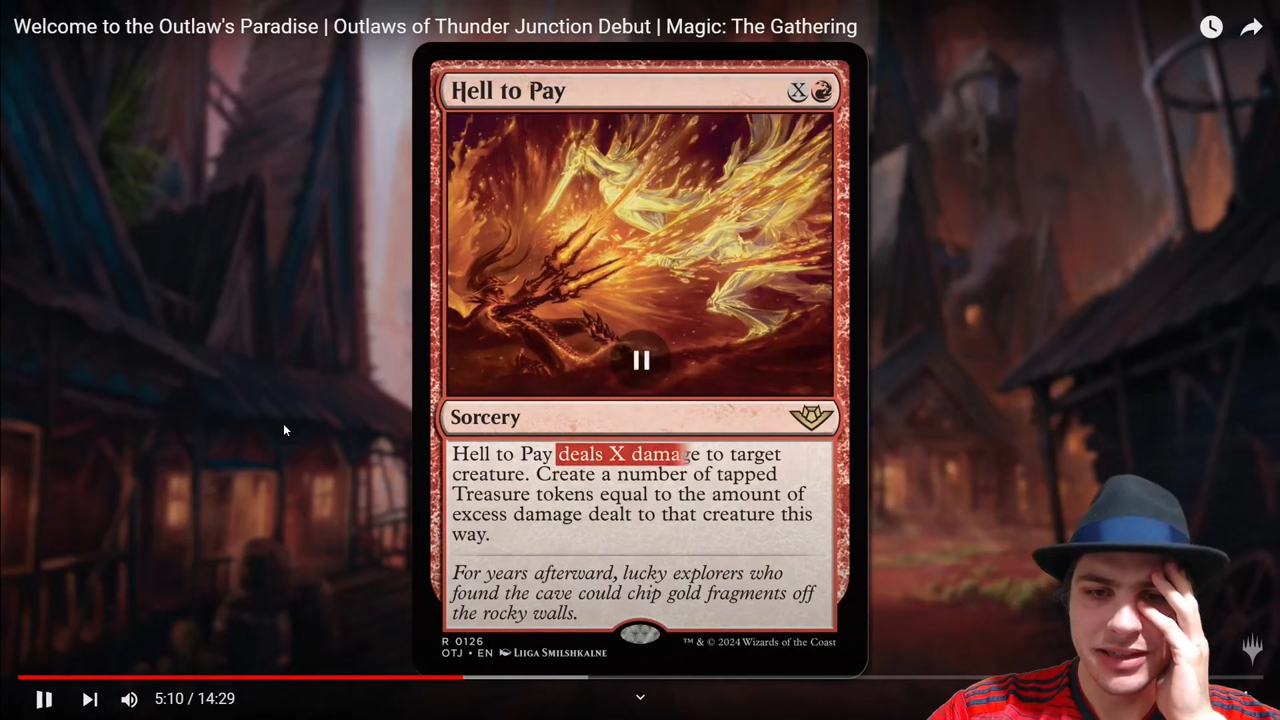 Welcome to the Outlaw's Paradise | Outlaws of Thunder Junction Debut | Magic: The Gathering
Hell to Pay X
Sorcery
Hell to Pay deals X damage to target
creature. Create a number of tapped
Treasure tokens equal to the amount of
excess damage dealt to that creature this
way.
For years afterward, lucky explorers who
found the cave could chip gold fragments off
the rocky walls.
R 0126 ™ & © 2024 Wizards of the Coast
OTJ • EN LIIGA SMILSHKALNE
5:10 / 14:29